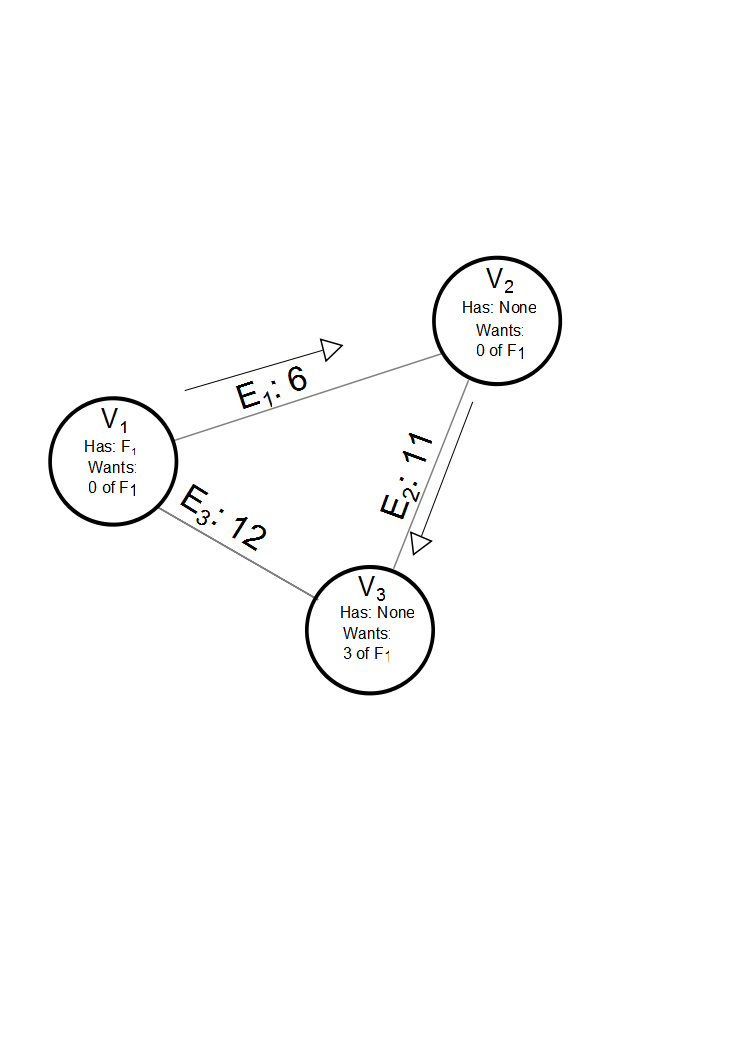 V2
Has: None
Wants:
0 of F1
E1: 6
V1
Has: F1
Wants:
0 of F1
E2: 11
E3: 12
V3
Has: None
Wants:
3 of F1